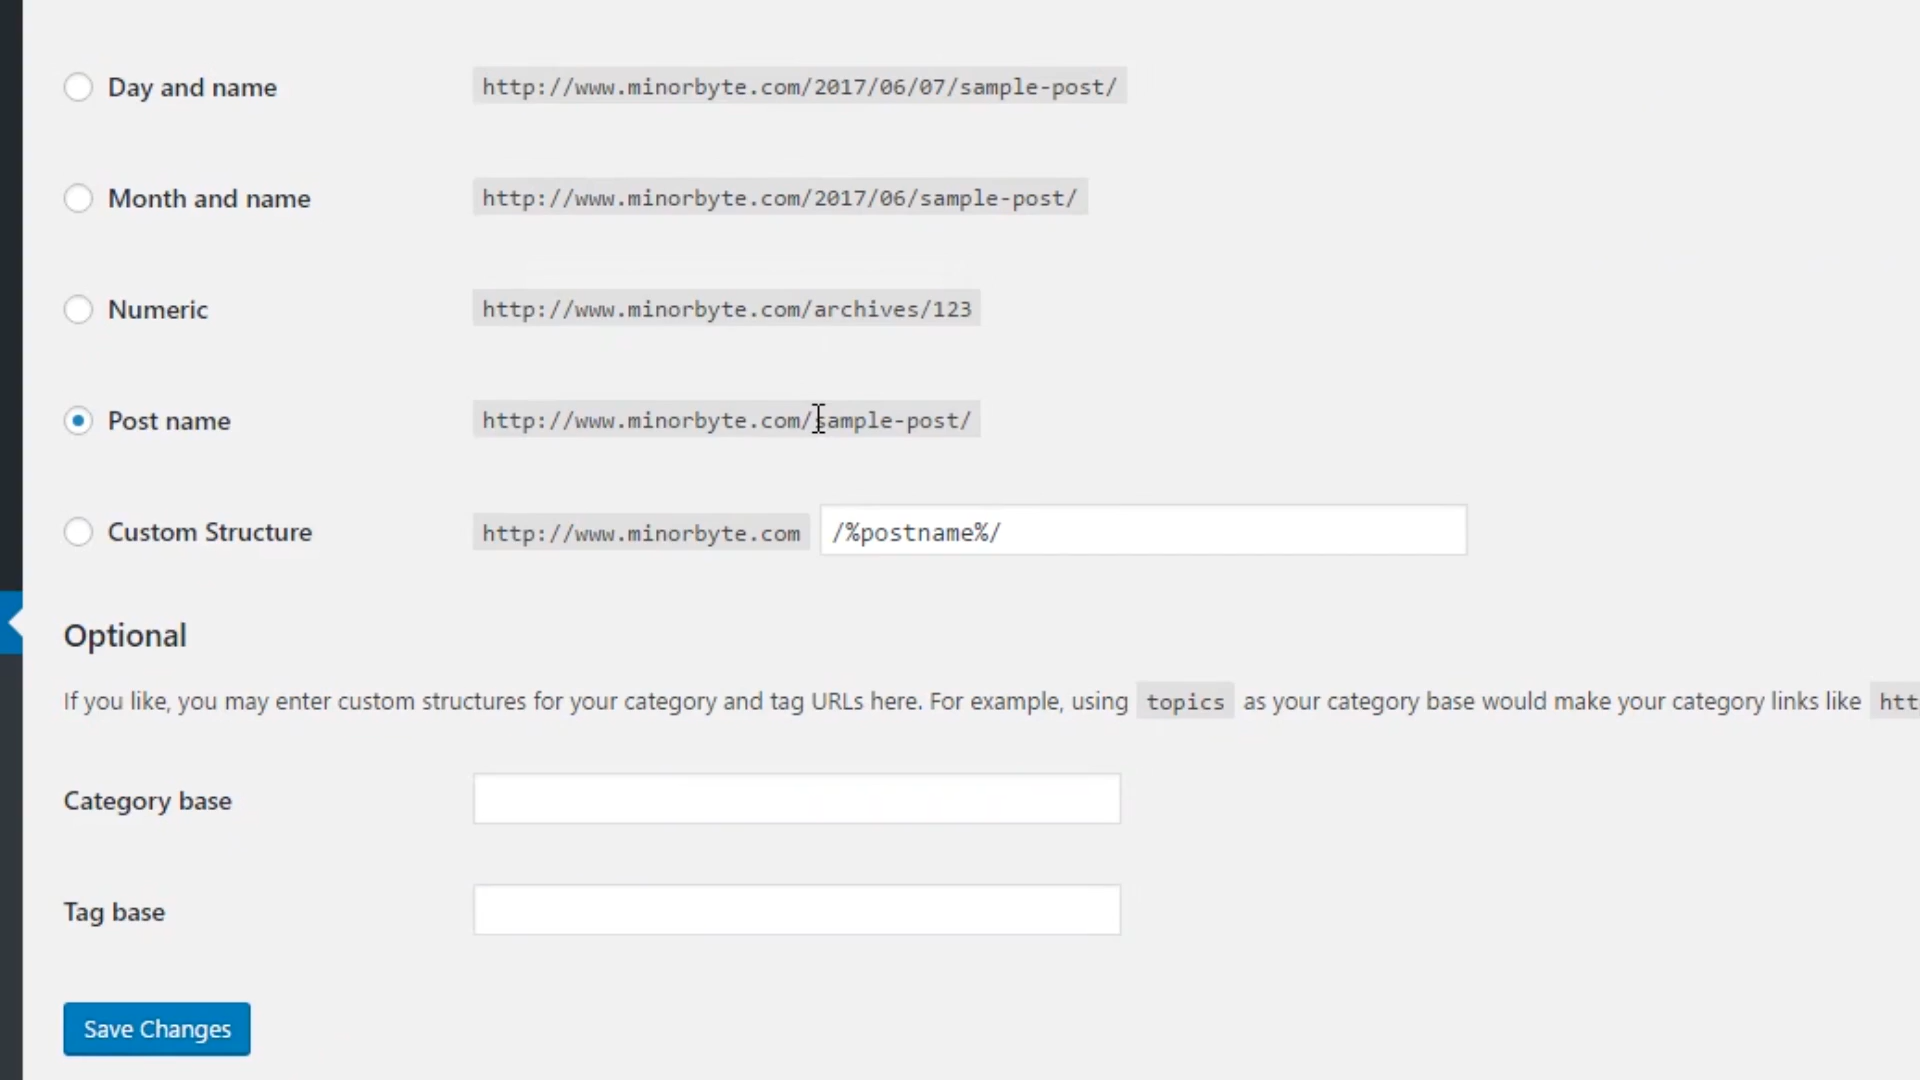 Day and name http://www.minorbyte.com/2017/06/07/sample-post/
Month and name http://www.minorbyte.com/2017/06/sample-post/
Numeric http://www.minorbyte.com/archives/123
Post name http://www.minorbyte.com/sample-post/
Custom Structure http://www.minorbyte.com /%postname%/
Optional
If you like, you may enter custom structures for your category and tag URLs here. For example, using topics as your category base would make your category links like htt
Category base
Tag base
Save Changes